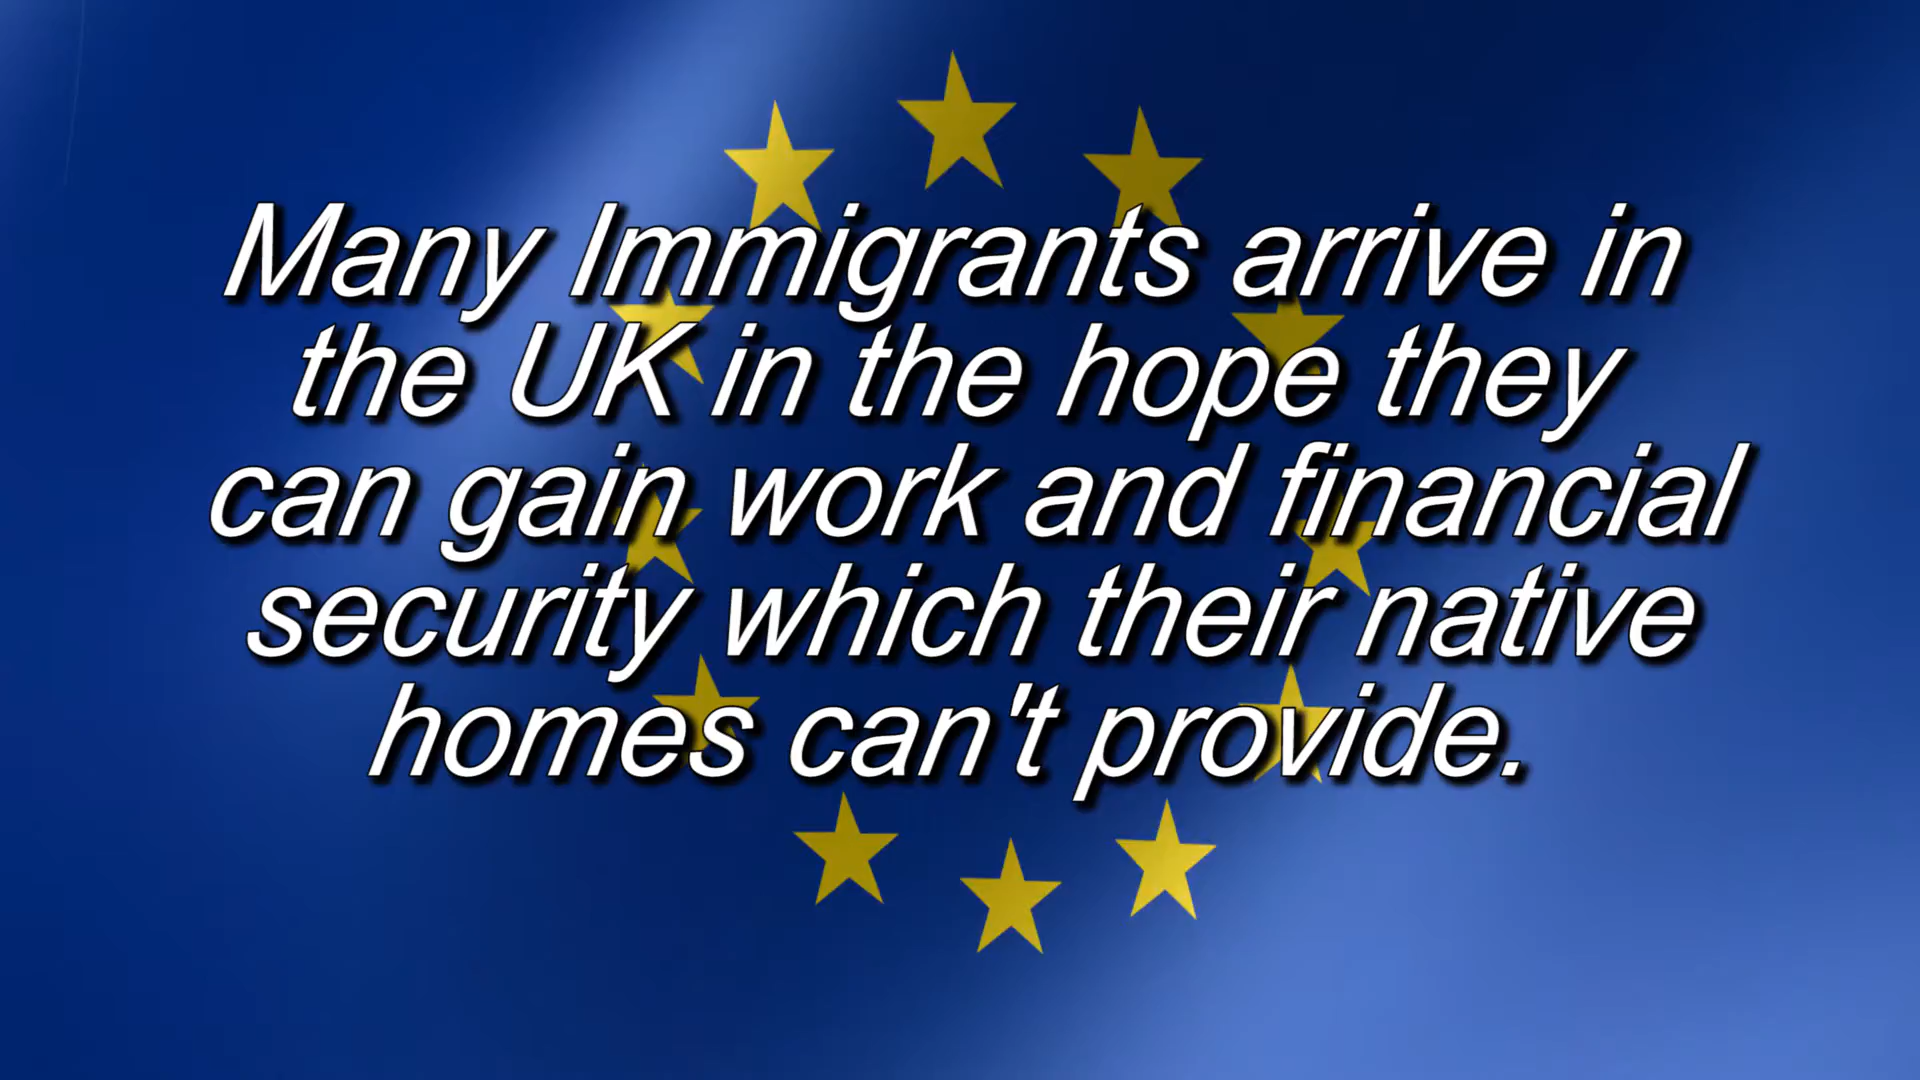 Many Immigrants arrive in
the UK in the hope they
can gain work and financial
security which their native
homes can't provide.